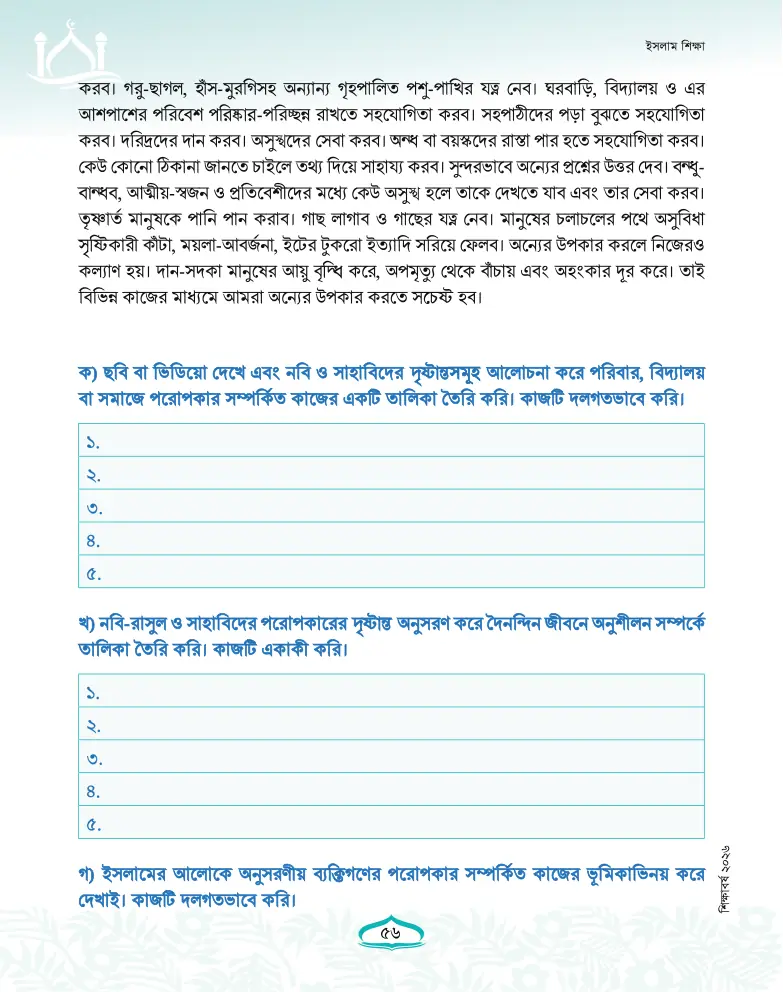 ইসলাম শিক্ষা
করব। গরু-ছাগল, হাঁস-মুরগিসহ অন্যান্য গৃহপালিত পশু-পাখির যত্ন নেব। ঘরবাড়ি, বিদ্যালয় ও এর
আশপাশের পরিবেশ পরিষ্কার-পরিচ্ছন্ন রাখতে সহযোগিতা করব। সহপাঠীদের পড়া বুঝতে সহযোগিতা
করব। দরিদ্রদের দান করব। অসুস্থদের সেবা করব। অন্ধ বা বয়স্কদের রাস্তা পার হতে সহযোগিতা করব।
কেউ কোনো ঠিকানা জানতে চাইলে তথ্য দিয়ে সাহায্য করব। সুন্দরভাবে অন্যের প্রশ্নের উত্তর দেব। বন্ধু-
বান্ধব, আত্মীয়-স্বজন ও প্রতিবেশীদের মধ্যে কেউ অসুস্থ হলে তাকে দেখতে যাব এবং তার সেবা করব।
তৃষ্ণার্ত মানুষকে পানি পান করাব। গাছ লাগাব ও গাছের যত্ন নেব। মানুষের চলাচলের পথে অসুবিধা
সৃষ্টিকারী কাঁটা, ময়লা-আবর্জনা, ইটের টুকরো ইত্যাদি সরিয়ে ফেলব। অন্যের উপকার করলে নিজেরও
কল্যাণ হয়। দান-সদকা মানুষের আয়ু বৃদ্ধি করে, অপমৃত্যু থেকে বাঁচায় এবং অহংকার দূর করে। তাই
বিভিন্ন কাজের মাধ্যমে আমরা অন্যের উপকার করতে সচেষ্ট হব।
ক) ছবি বা ভিডিয়ো দেখে এবং নবি ও সাহাবিদের দৃষ্টান্তসমূহ আলোচনা করে পরিবার, বিদ্যালয়
বা সমাজে পরোপকার সম্পর্কিত কাজের একটি তালিকা তৈরি করি। কাজটি দলগতভাবে করি।
১.
২.
৩.
৪.
৫.
খ) নবি-রাসুল ও সাহাবিদের পরোপকারের দৃষ্টান্ত অনুসরণ করে দৈনন্দিন জীবনে অনুশীলন সম্পর্কে
তালিকা তৈরি করি। কাজটি একাকী করি।
১.
২.
৩.
৪.
৫.
গ) ইসলামের আলোকে অনুসরণীয় ব্যক্তিগণের পরোপকার সম্পর্কিত কাজের ভূমিকাভিনয় করে
দেখাই। কাজটি দলগতভাবে করি।
শিক্ষাবর্ষ ২০২৬
৫৬